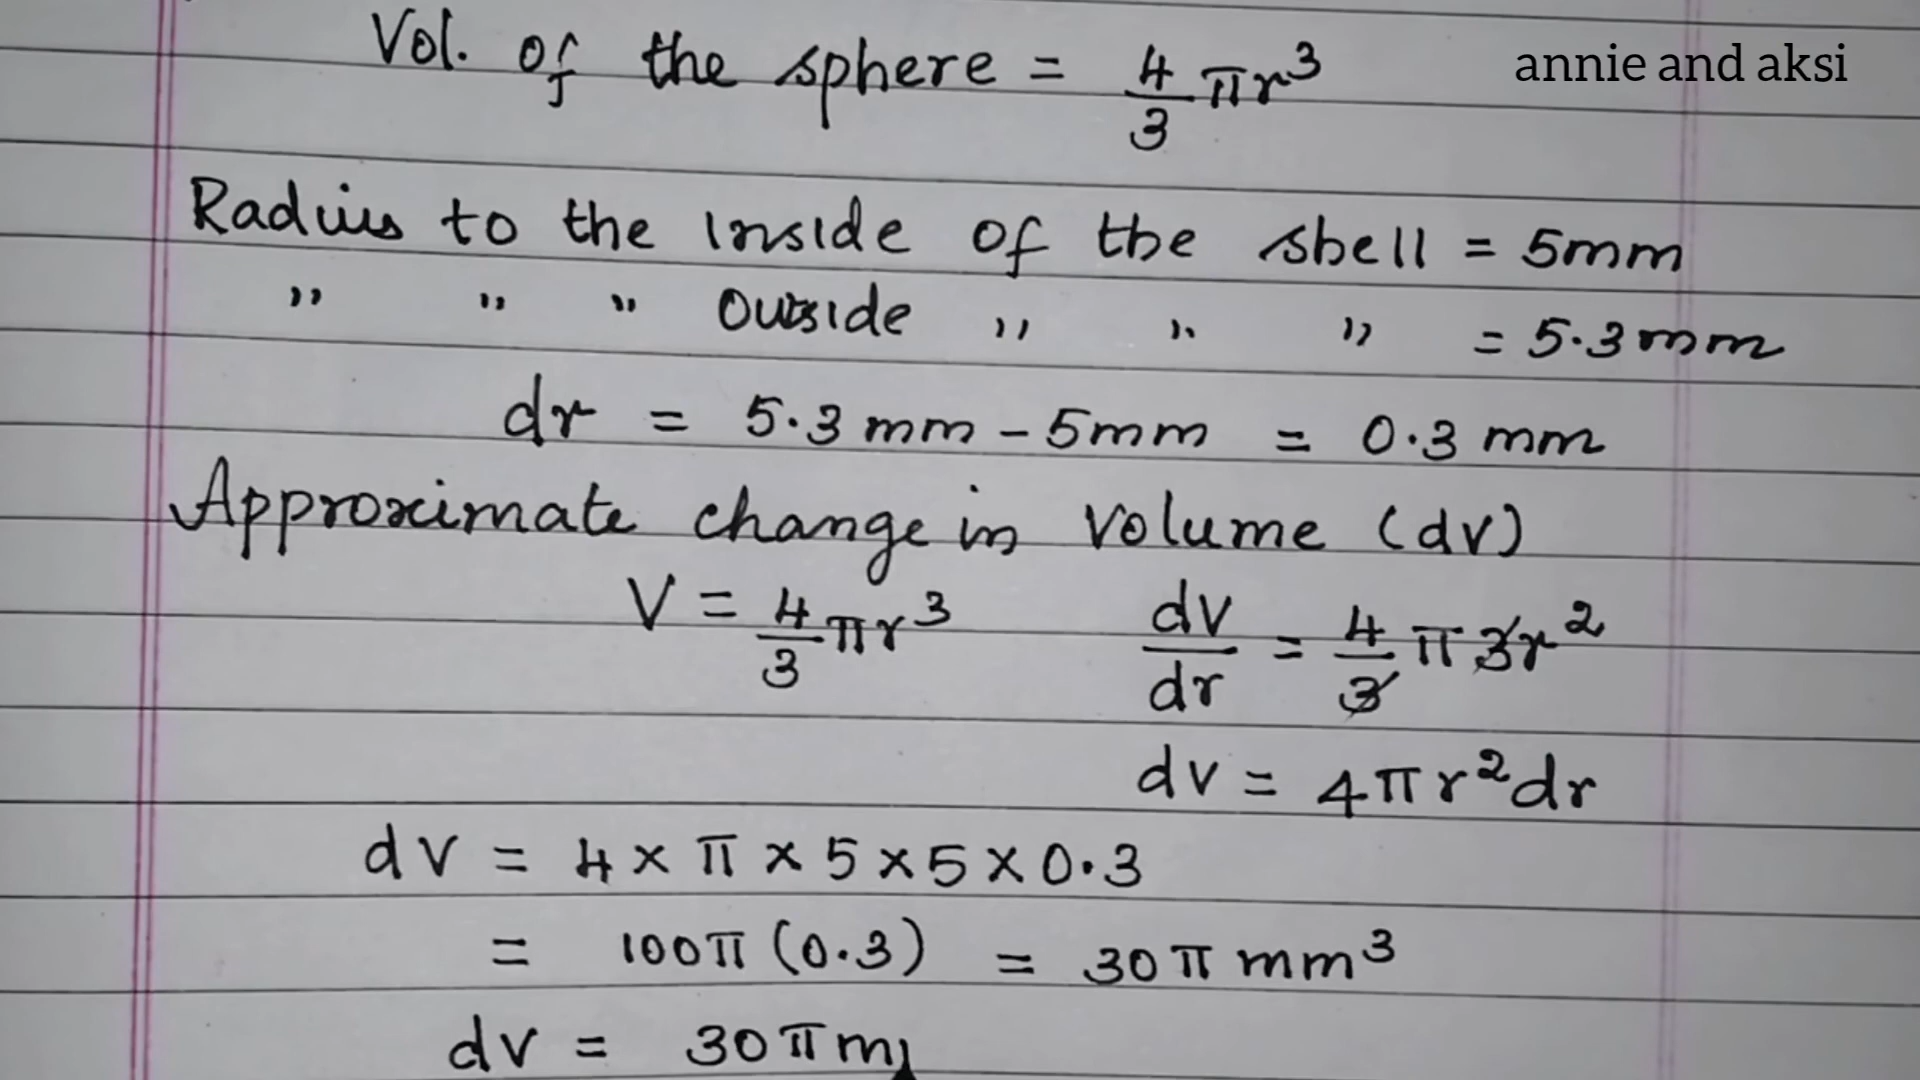 Vol. of the sphere = 4/3 πr³
annie and aksi
Radius to the inside of the shell = 5mm
,, ,, ,, Outside ,, ,, ,, = 5.3mm
dr = 5.3mm - 5mm = 0.3 mm
Approximate change in volume (dv)
V = 4/3 πr³ dv/dr = 4/3 π 3r²
dv = 4πr²dr
dv = 4 × π × 5 × 5 × 0.3
= 100π (0.3) = 30π mm³
dv = 30π m